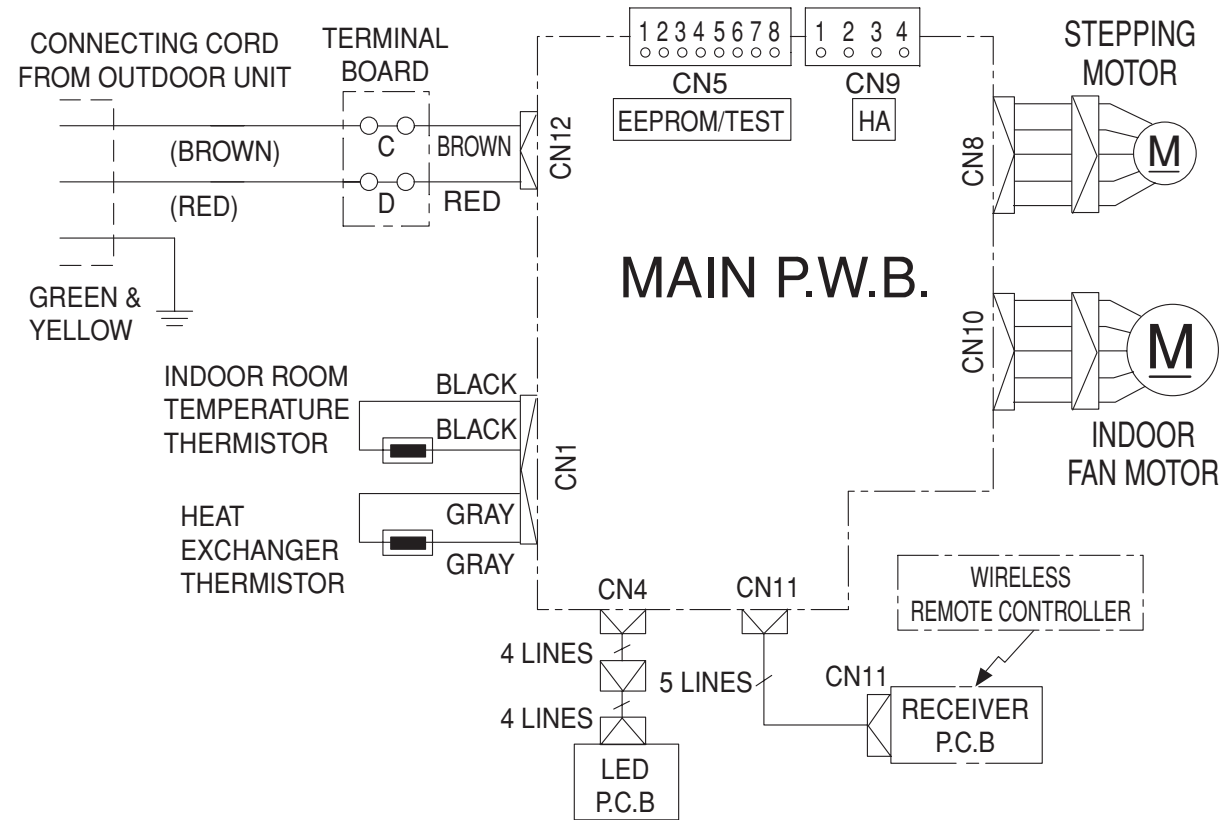 CONNECTING CORD
FROM OUTDOOR UNIT
TERMINAL
BOARD
1 2 3 4 5 6 7 8
CN5
EEPROM/TEST
1 2 3 4
CN9
HA
STEPPING
MOTOR
(BROWN)
C
BROWN
CN12
(RED)
D
RED
CN8
M
GREEN &
YELLOW
MAIN P.W.B.
CN10
M
INDOOR
FAN MOTOR
INDOOR ROOM
TEMPERATURE
THERMISTOR
BLACK
BLACK
CN1
HEAT
EXCHANGER
THERMISTOR
GRAY
GRAY
CN4
CN11
4 LINES
5 LINES
4 LINES
LED
P.C.B
WIRELESS
REMOTE CONTROLLER
CN11
RECEIVER
P.C.B